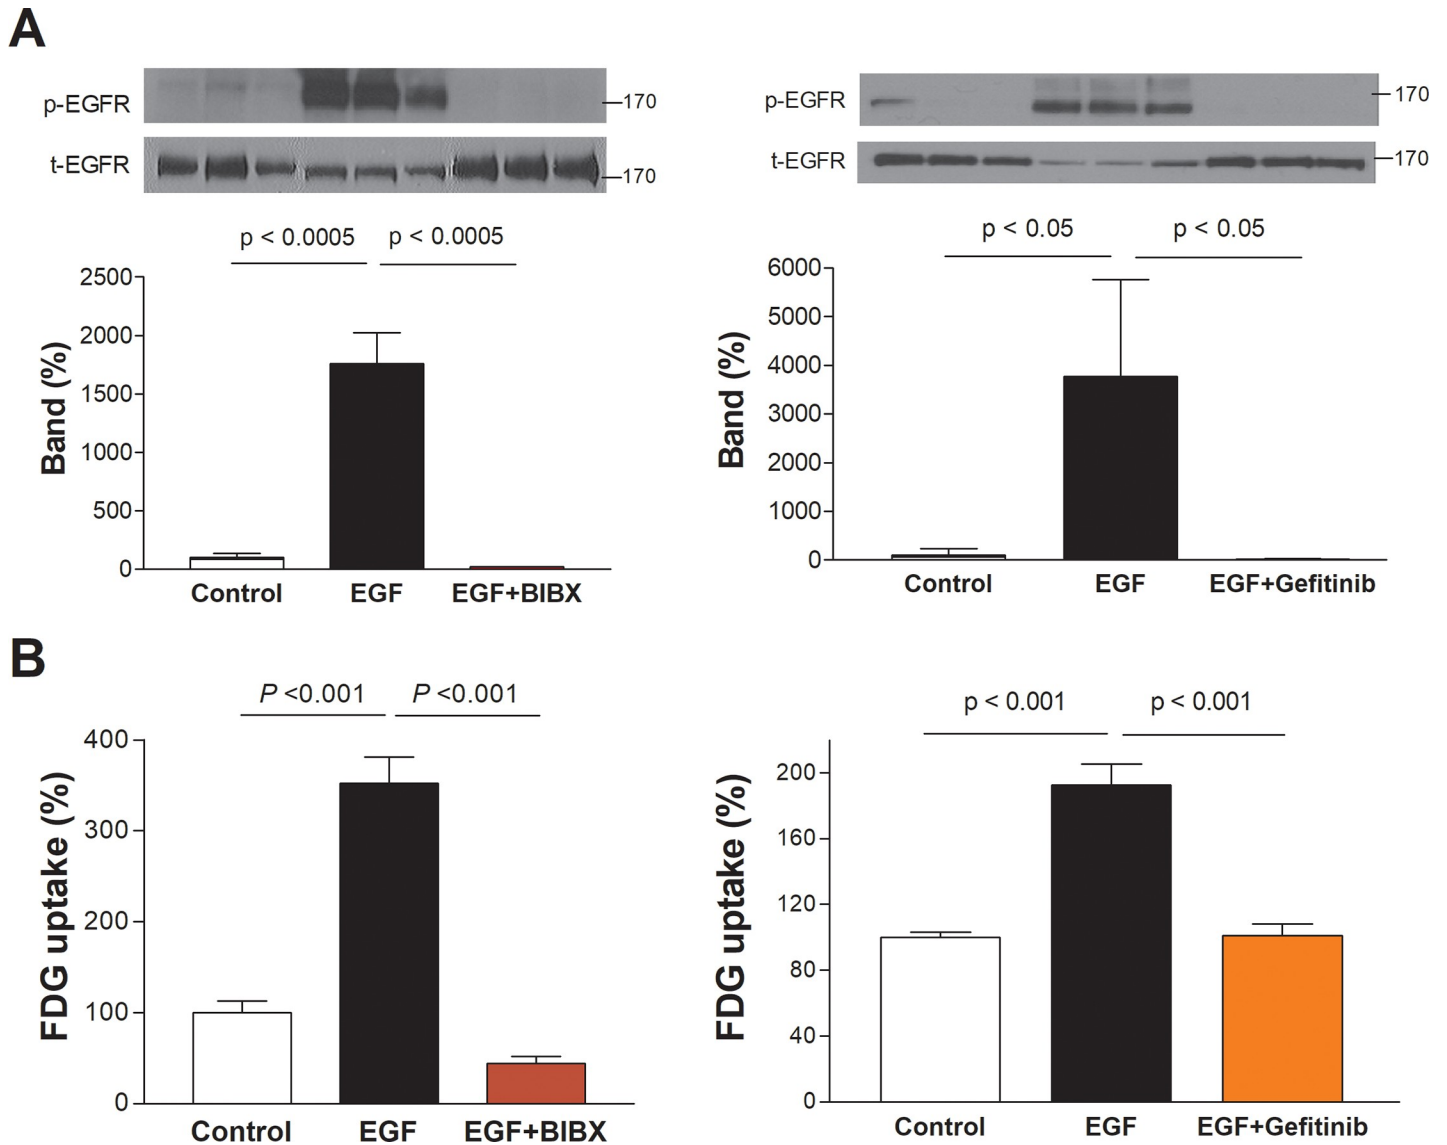 A
p-EGFR
170
t-EGFR
170
p < 0.0005 p < 0.0005
2500
2000
1500
1000
500
0
Band (%)
Control EGF EGF+BIBX
p-EGFR
170
t-EGFR
170
p < 0.05 p < 0.05
6000
5000
4000
3000
2000
1000
0
Band (%)
Control EGF EGF+Gefitinib
B
P <0.001 P <0.001
400
300
200
100
0
FDG uptake (%)
Control EGF EGF+BIBX
p < 0.001 p < 0.001
200
160
120
80
40
0
FDG uptake (%)
Control EGF EGF+Gefitinib